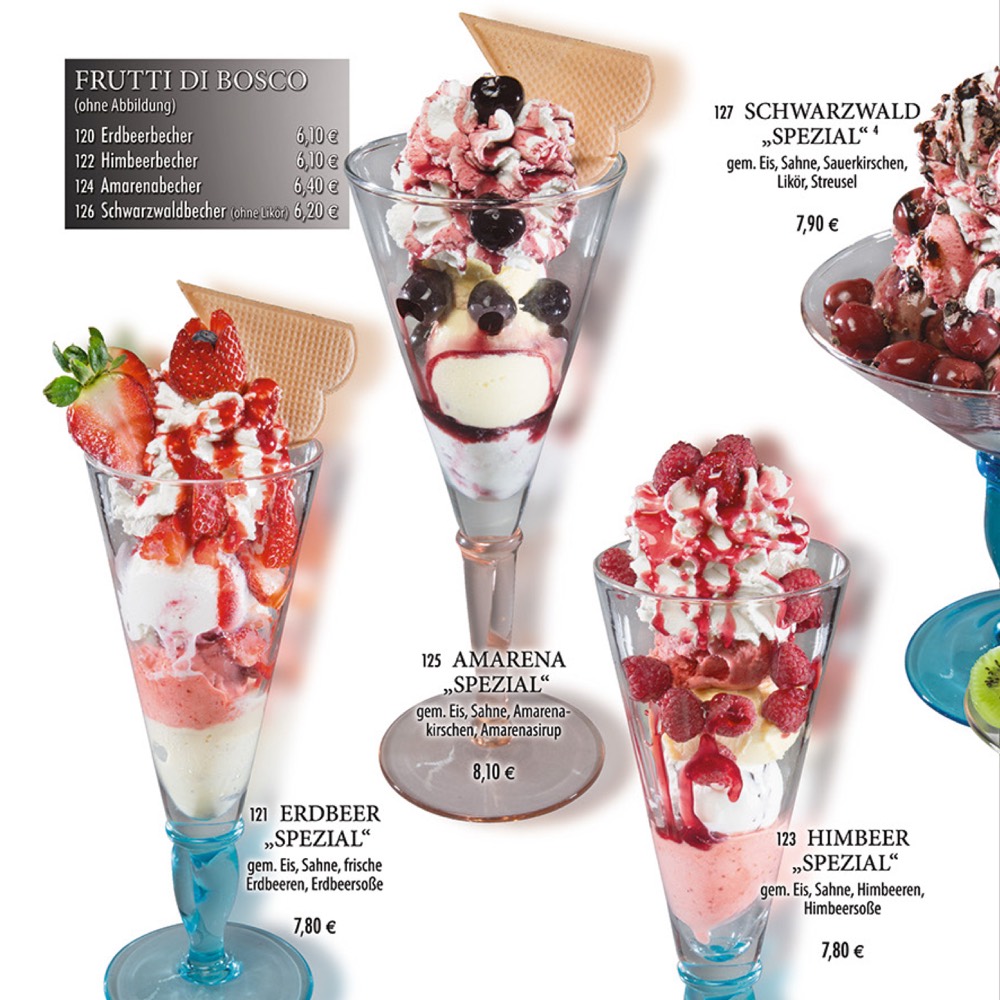 FRUTTI DI BOSCO
(ohne Abbildung)
120 Erdbeerbecher 6,10 €
122 Himbeerbecher 6,10 €
124 Amarenabecher 6,40 €
126 Schwarzwaldbecher (ohne Likör) 6,20 €
127 SCHWARZWALD
„SPEZIAL“ 4
gem. Eis, Sahne, Sauerkirschen,
Likör, Streusel
7,90 €
125 AMARENA
„SPEZIAL“
gem. Eis, Sahne, Amarena-
kirschen, Amarenasirup
8,10 €
121 ERDBEER
„SPEZIAL“
gem. Eis, Sahne, frische
Erdbeeren, Erdbeersoße
7,80 €
123 HIMBEER
„SPEZIAL“
gem. Eis, Sahne, Himbeeren,
Himbeersoße
7,80 €